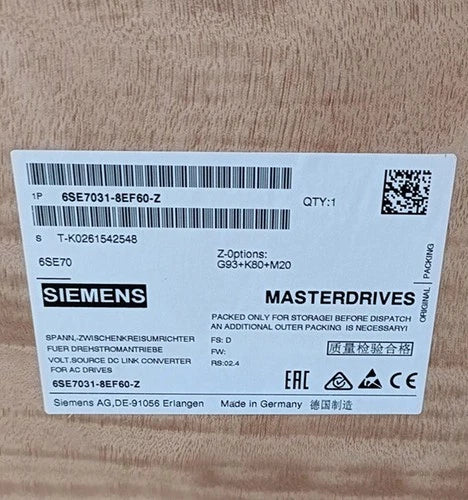 1P 6SE7031-8EF60-Z QTY:1
S T-K0261542548
6SE70
Z-Options:
G93+K80+M20
SIEMENS
MASTERDRIVES
ORIGINAL PACKING
PACKED ONLY FOR STORAGE! BEFORE DISPATCH
AN ADDITIONAL OUTER PACKING IS NECESSARY!
SPANN.-ZWISCHENKREISUMRICHTER
FUER DREHSTROMANTRIEBE
VOLT.SOURCE DC LINK CONVERTER
FOR AC DRIVES
6SE7031-8EF60-Z
FS: D
FW:
RS:02.4
质量检验合格
EAC
CE
Siemens AG,DE-91056 Erlangen Made in Germany 德国制造